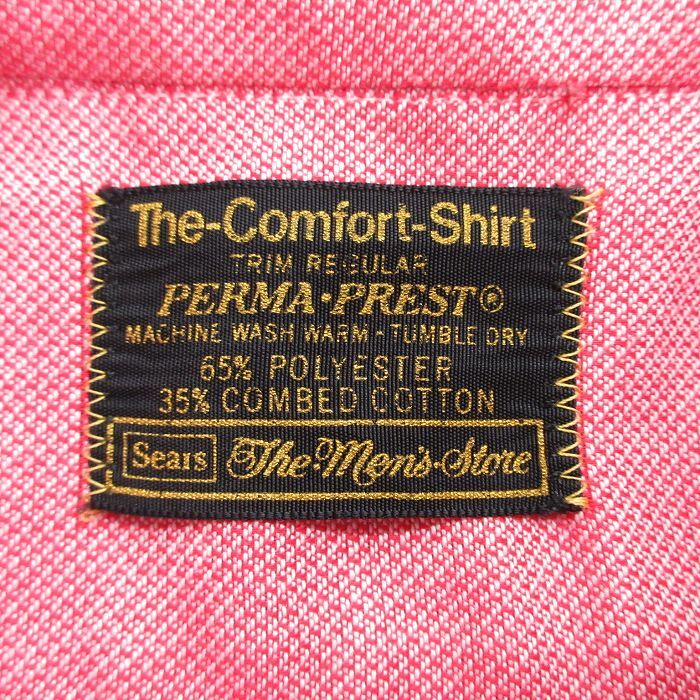 The-Comfort-Shirt
TRIM REGULAR
PERMA·PREST®
MACHINE WASH WARM - TUMBLE DRY
65% POLYESTER
35% COMBED COTTON
Sears The·Men's·Store